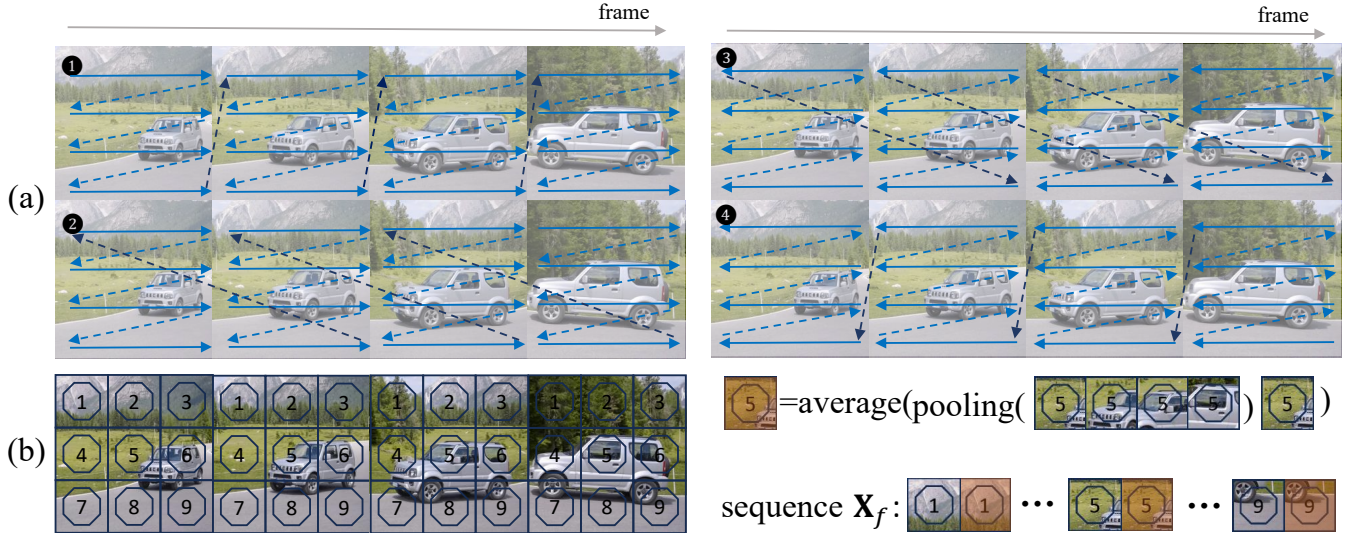 frame
frame
(a)
1
3
2
4
(b)
1 2 3 1 2 3 1 2 3 1 2 3
4 5 6 4 5 6 4 5 6 4 5 6
7 8 9 7 8 9 7 8 9 7 8 9
5 =average(pooling( 5 5 5 5 ) 5 )
sequence X_f: 1 1 ··· 5 5 ··· 9 9